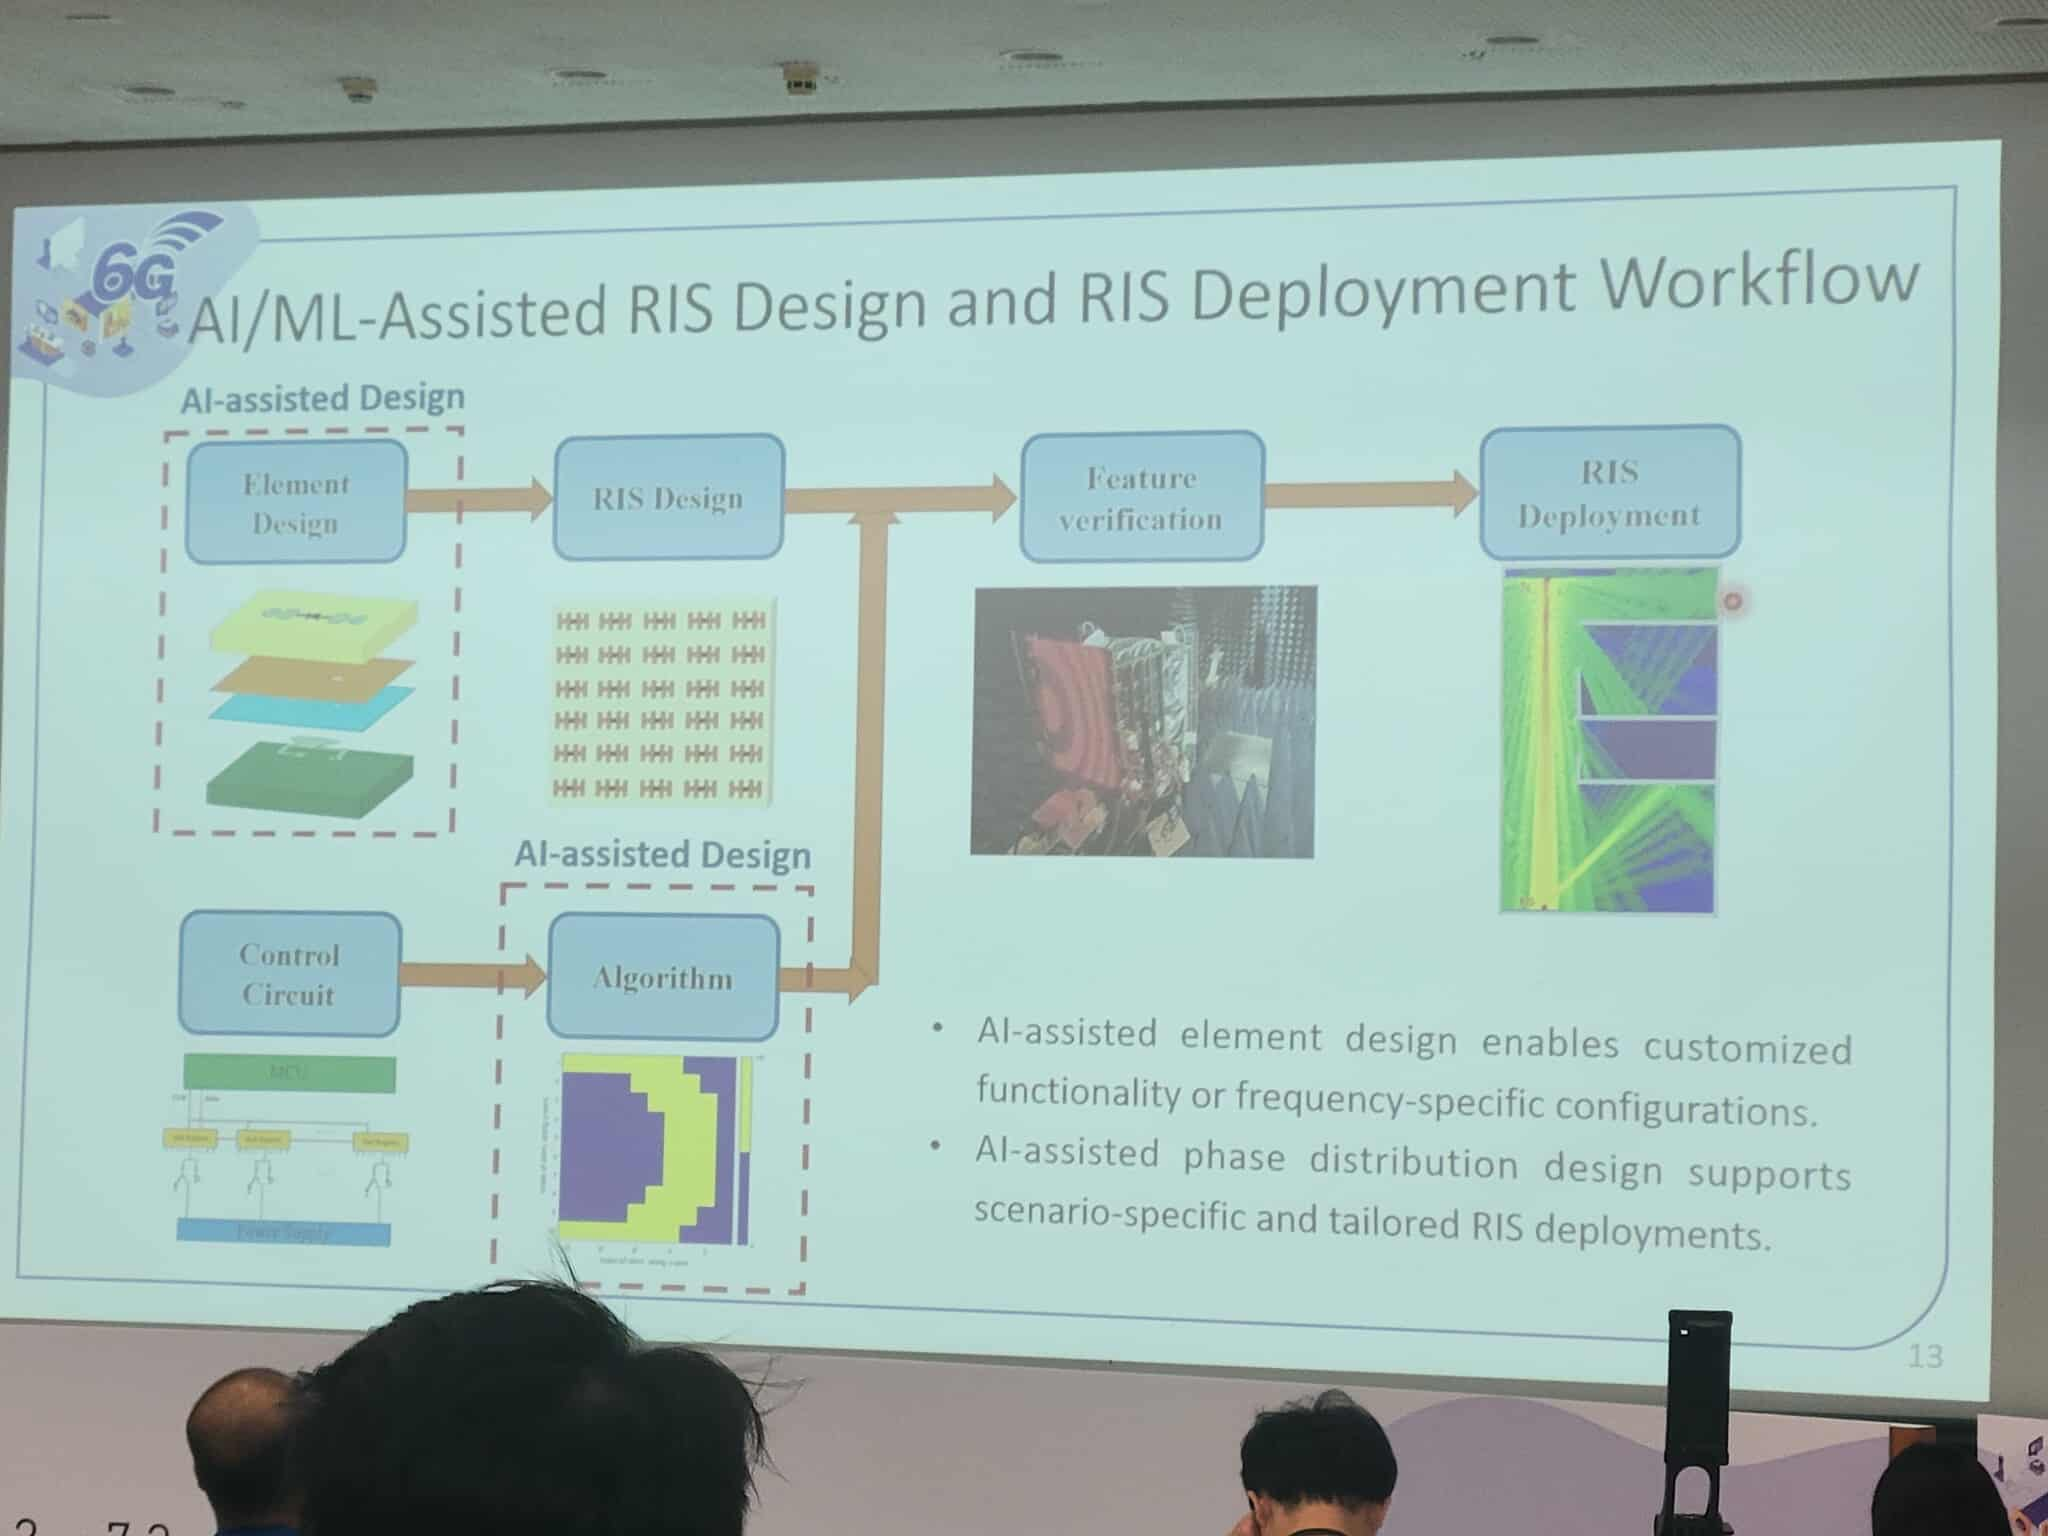 6G
AI/ML-Assisted RIS Design and RIS Deployment Workflow
AI-assisted Design
Element
Design
RIS Design
Feature
verification
RIS
Deployment
AI-assisted Design
Control
Circuit
Algorithm
MCU
Power Supply
• AI-assisted element design enables customized
functionality or frequency-specific configurations.
• AI-assisted phase distribution design supports
scenario-specific and tailored RIS deployments.
13